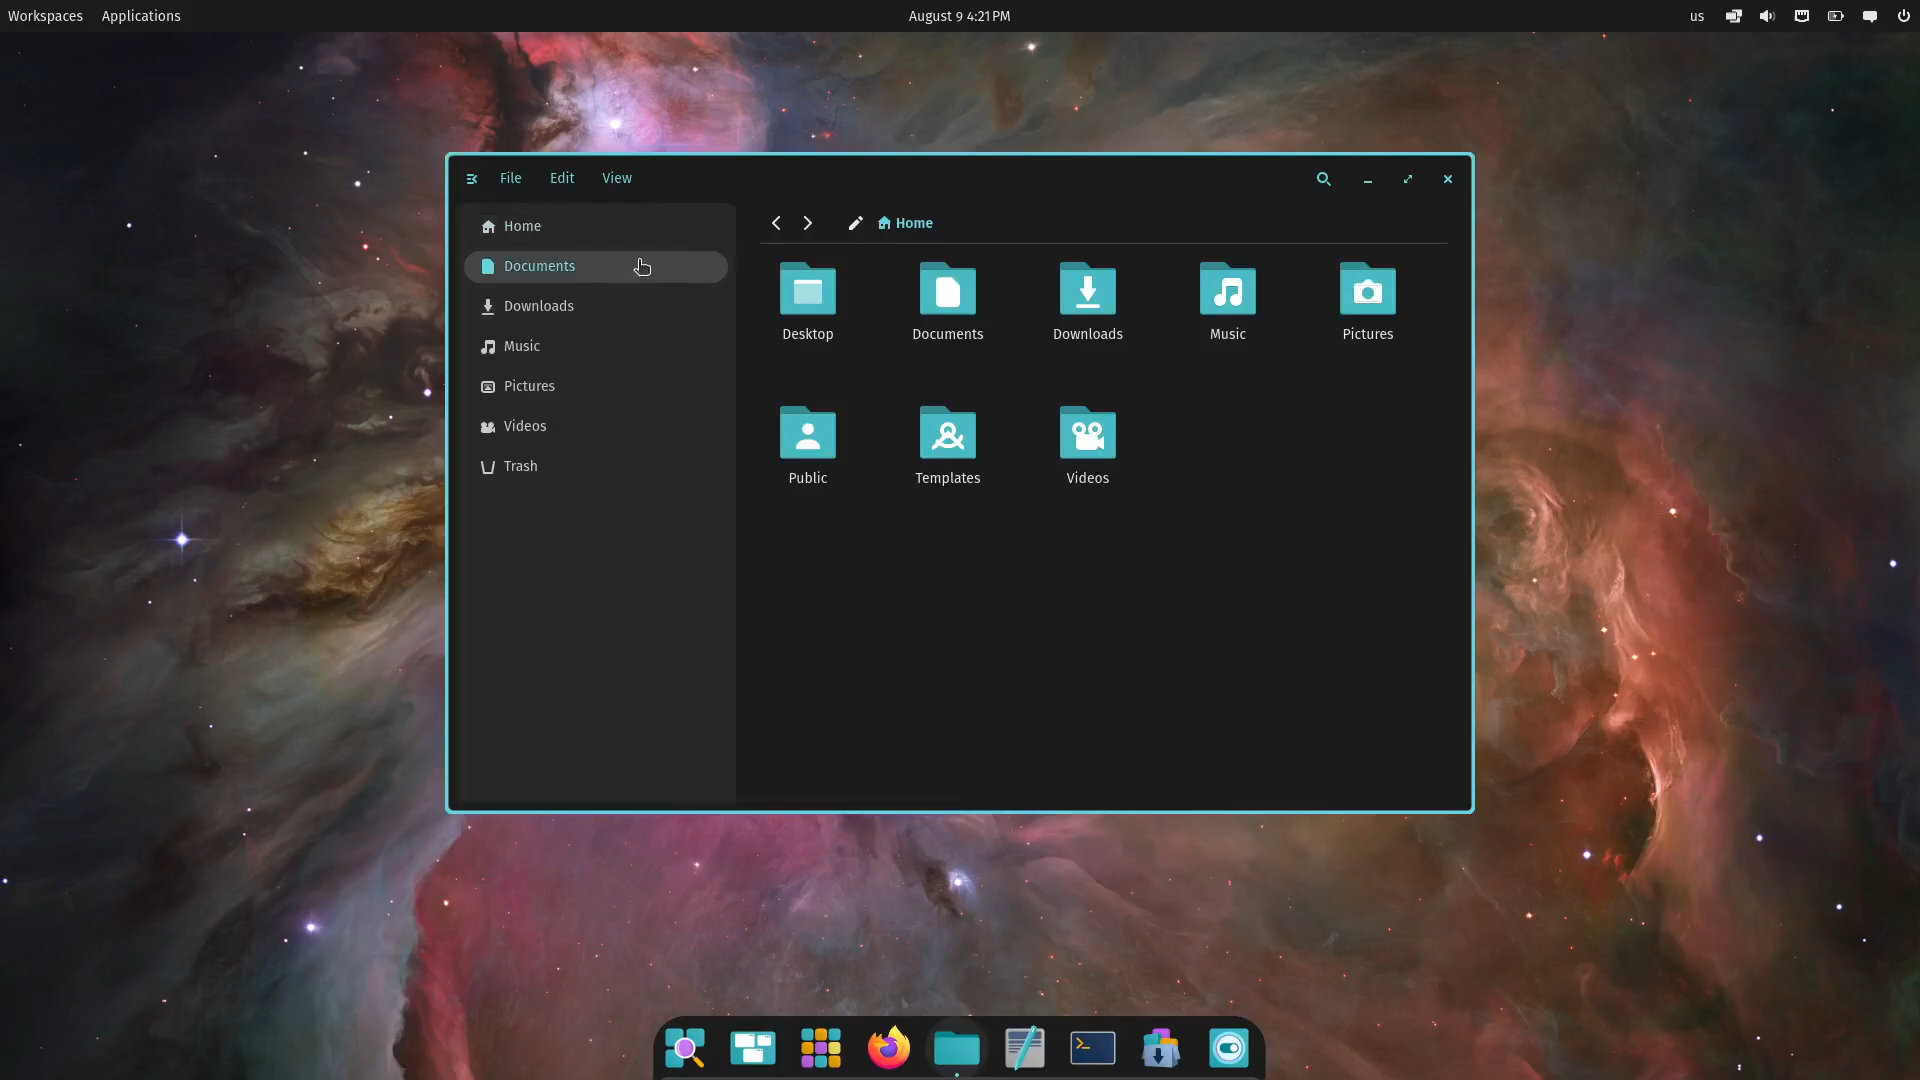 Workspaces Applications August 9 4:21 PM us
File Edit View
Home
Documents
Downloads
Music
Pictures
Videos
Trash
Home
Desktop Documents Downloads Music Pictures
Public Templates Videos